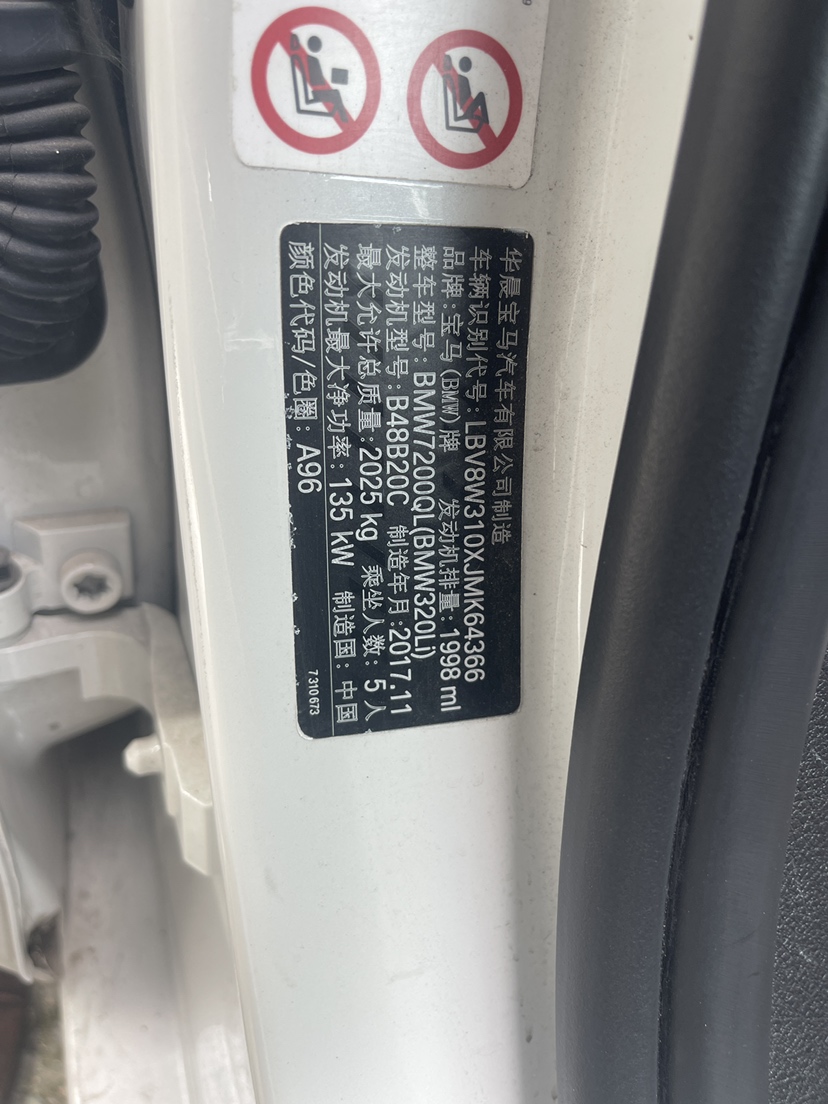 华晨宝马汽车有限公司制造
车辆识别代号: LBV8W310XJMK64366
品牌:宝马(BMW)牌 发动机排量: 1998 ml
整车型号: BMW7200QL(BMW320Li)
发动机型号: B48B20C 制造年月:2017.11
最大允许总质量: 2025 kg 乘坐人数: 5 人
发动机最大净功率: 135 kW 制造国: 中国
颜色代码/色圈: A96
7310673